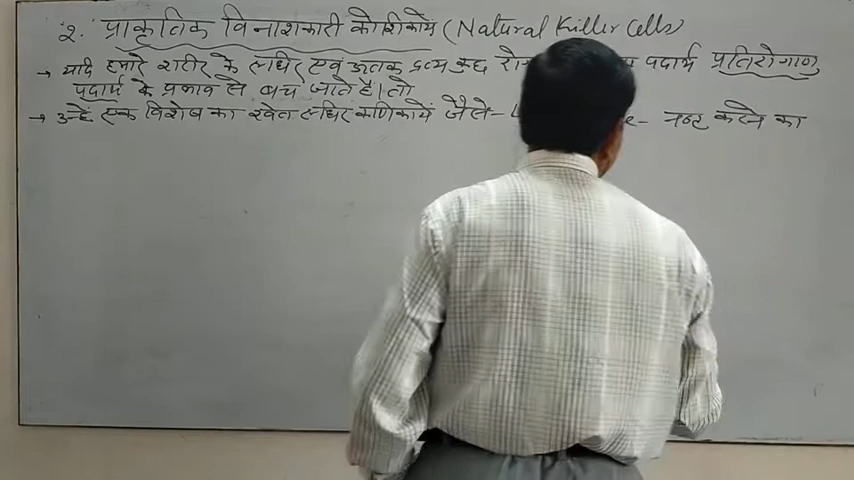 २. प्राकृतिक विनाशकारी कोशिकायें (Natural Killer Cells)
→ यदि हमारे शरीर के रूधिर एवं ऊतक द्रव्य कुछ पदार्थ प्रतिरोगाणु
पदार्थ के प्रभाव से बच जाते है। तो
→ उन्हें एक विशेष का श्वेत रूधिर कणिकायें जैसे- नष्ट करने का